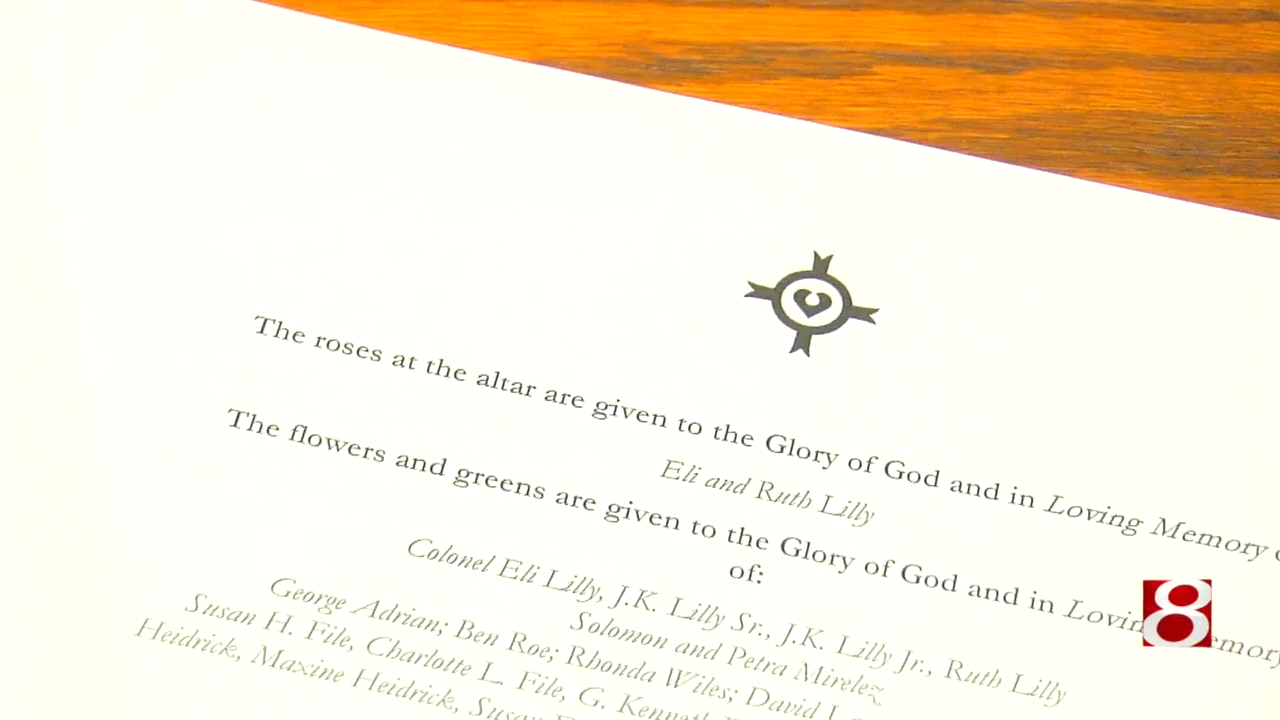 The roses at the altar are given to the Glory of God and in Loving Memory
Eli and Ruth Lilly
The flowers and greens are given to the Glory of God and in
of:
Colonel Eli Lilly, J.K. Lilly Sr., J.K. Lilly Jr., Ruth Lilly
Solomon and Petra Mirelez
George Adrian; Ben Roe; Rhonda Wiles; David
Susan H. File, Charlotte L. File, G.
Heidrick, Maxine Heidrick,
8